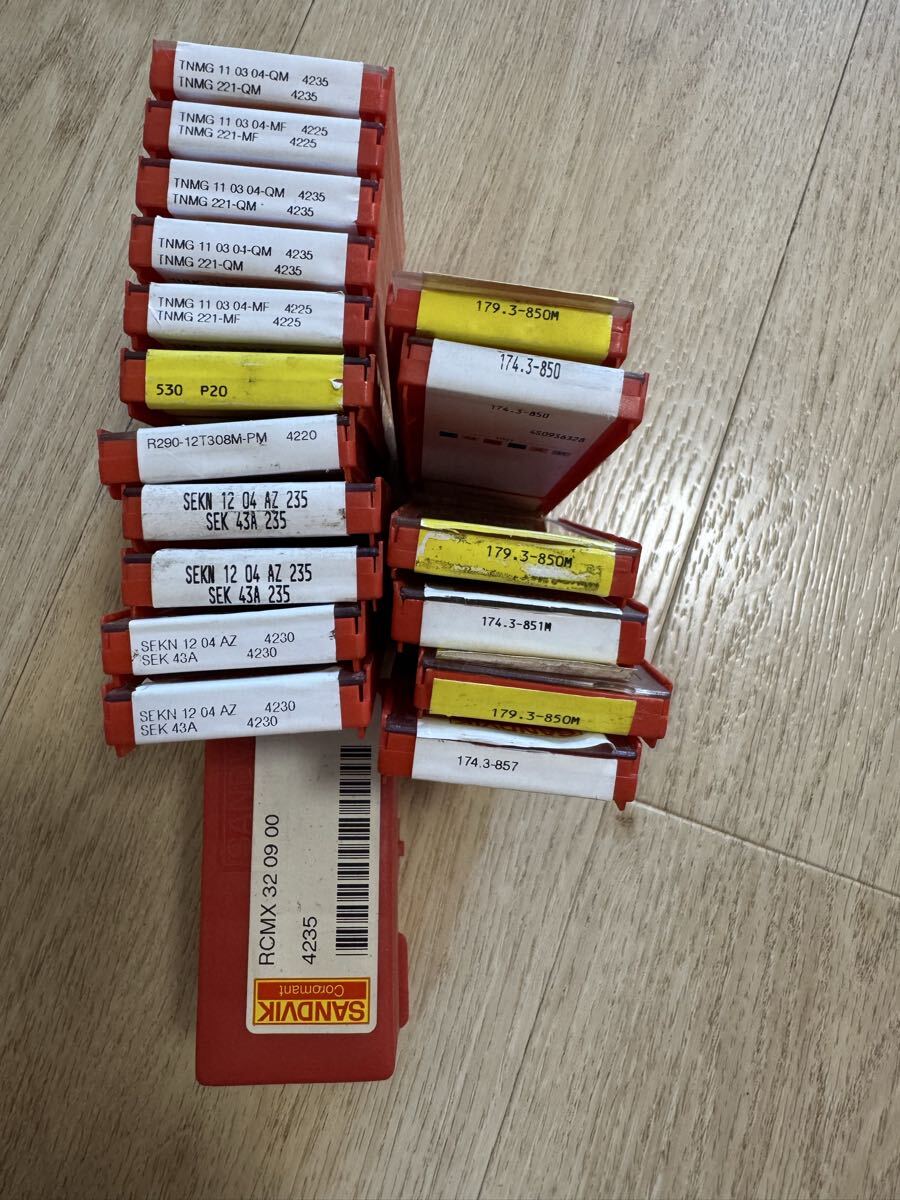 TNMG 11 03 04-QM 4235
TNMG 221-QM 4235
TNMG 11 03 04-MF 4225
TNMG 221-MF 4225
TNMG 11 03 04-QM 4235
TNMG 221-QM 4235
TNMG 11 03 04-QM 4235
TNMG 221-QM 4235
TNMG 11 03 04-MF 4225
TNMG 221-MF 4225
530 P20
R290-12T308M-PM 4220
SEKN 12 04 AZ 235
SEK 43A 235
SEKN 12 04 AZ 235
SEK 43A 235
SEKN 12 04 AZ 4230
SEK 43A 4230
SEKN 12 04 AZ 4230
SEK 43A 4230
179.3-850M
174.3-850
174.3-850
450936328
179.3-850M
174.3-851M
179.3-850M
SANDVIK
174.3-857
RCMX 32 09 00
4235
SANDVIK
Coromant